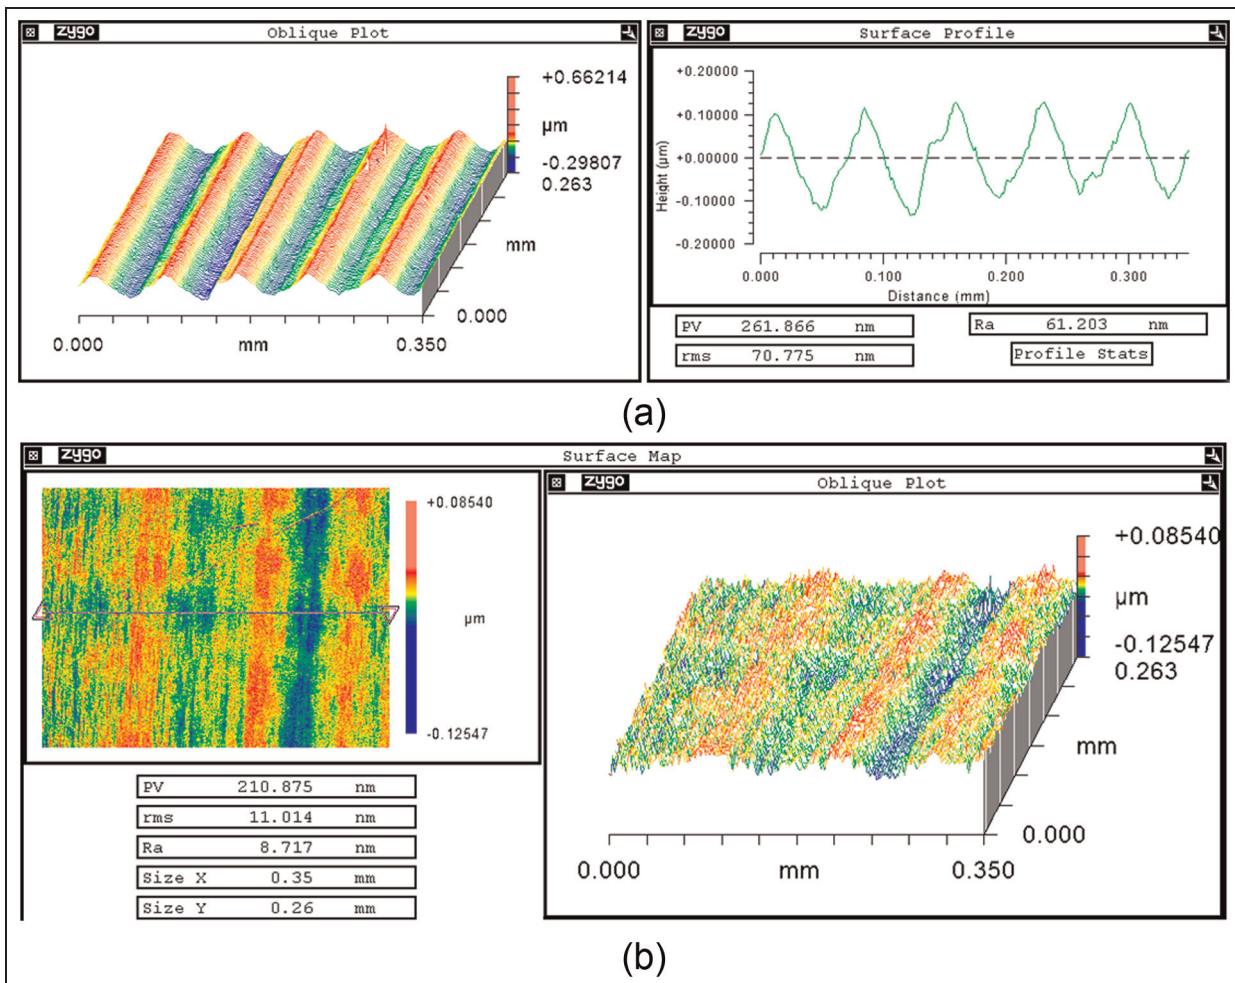 zygo Oblique Plot
+0.66214
µm
-0.29807
0.263
mm
0.000
0.000 mm 0.350
zygo Surface Profile
+0.20000
+0.10000
+0.00000
-0.10000
-0.20000
Height (µm)
0.000 0.100 0.200 0.300
Distance (mm)
PV 261.866 nm
rms 70.775 nm
Ra 61.203 nm
Profile Stats
(a)
zygo Surface Map
+0.08540
µm
-0.12547
PV 210.875 nm
rms 11.014 nm
Ra 8.717 nm
Size X 0.35 mm
Size Y 0.26 mm
zygo Oblique Plot
+0.08540
µm
-0.12547
0.263
mm
0.000
0.000 mm 0.350
(b)